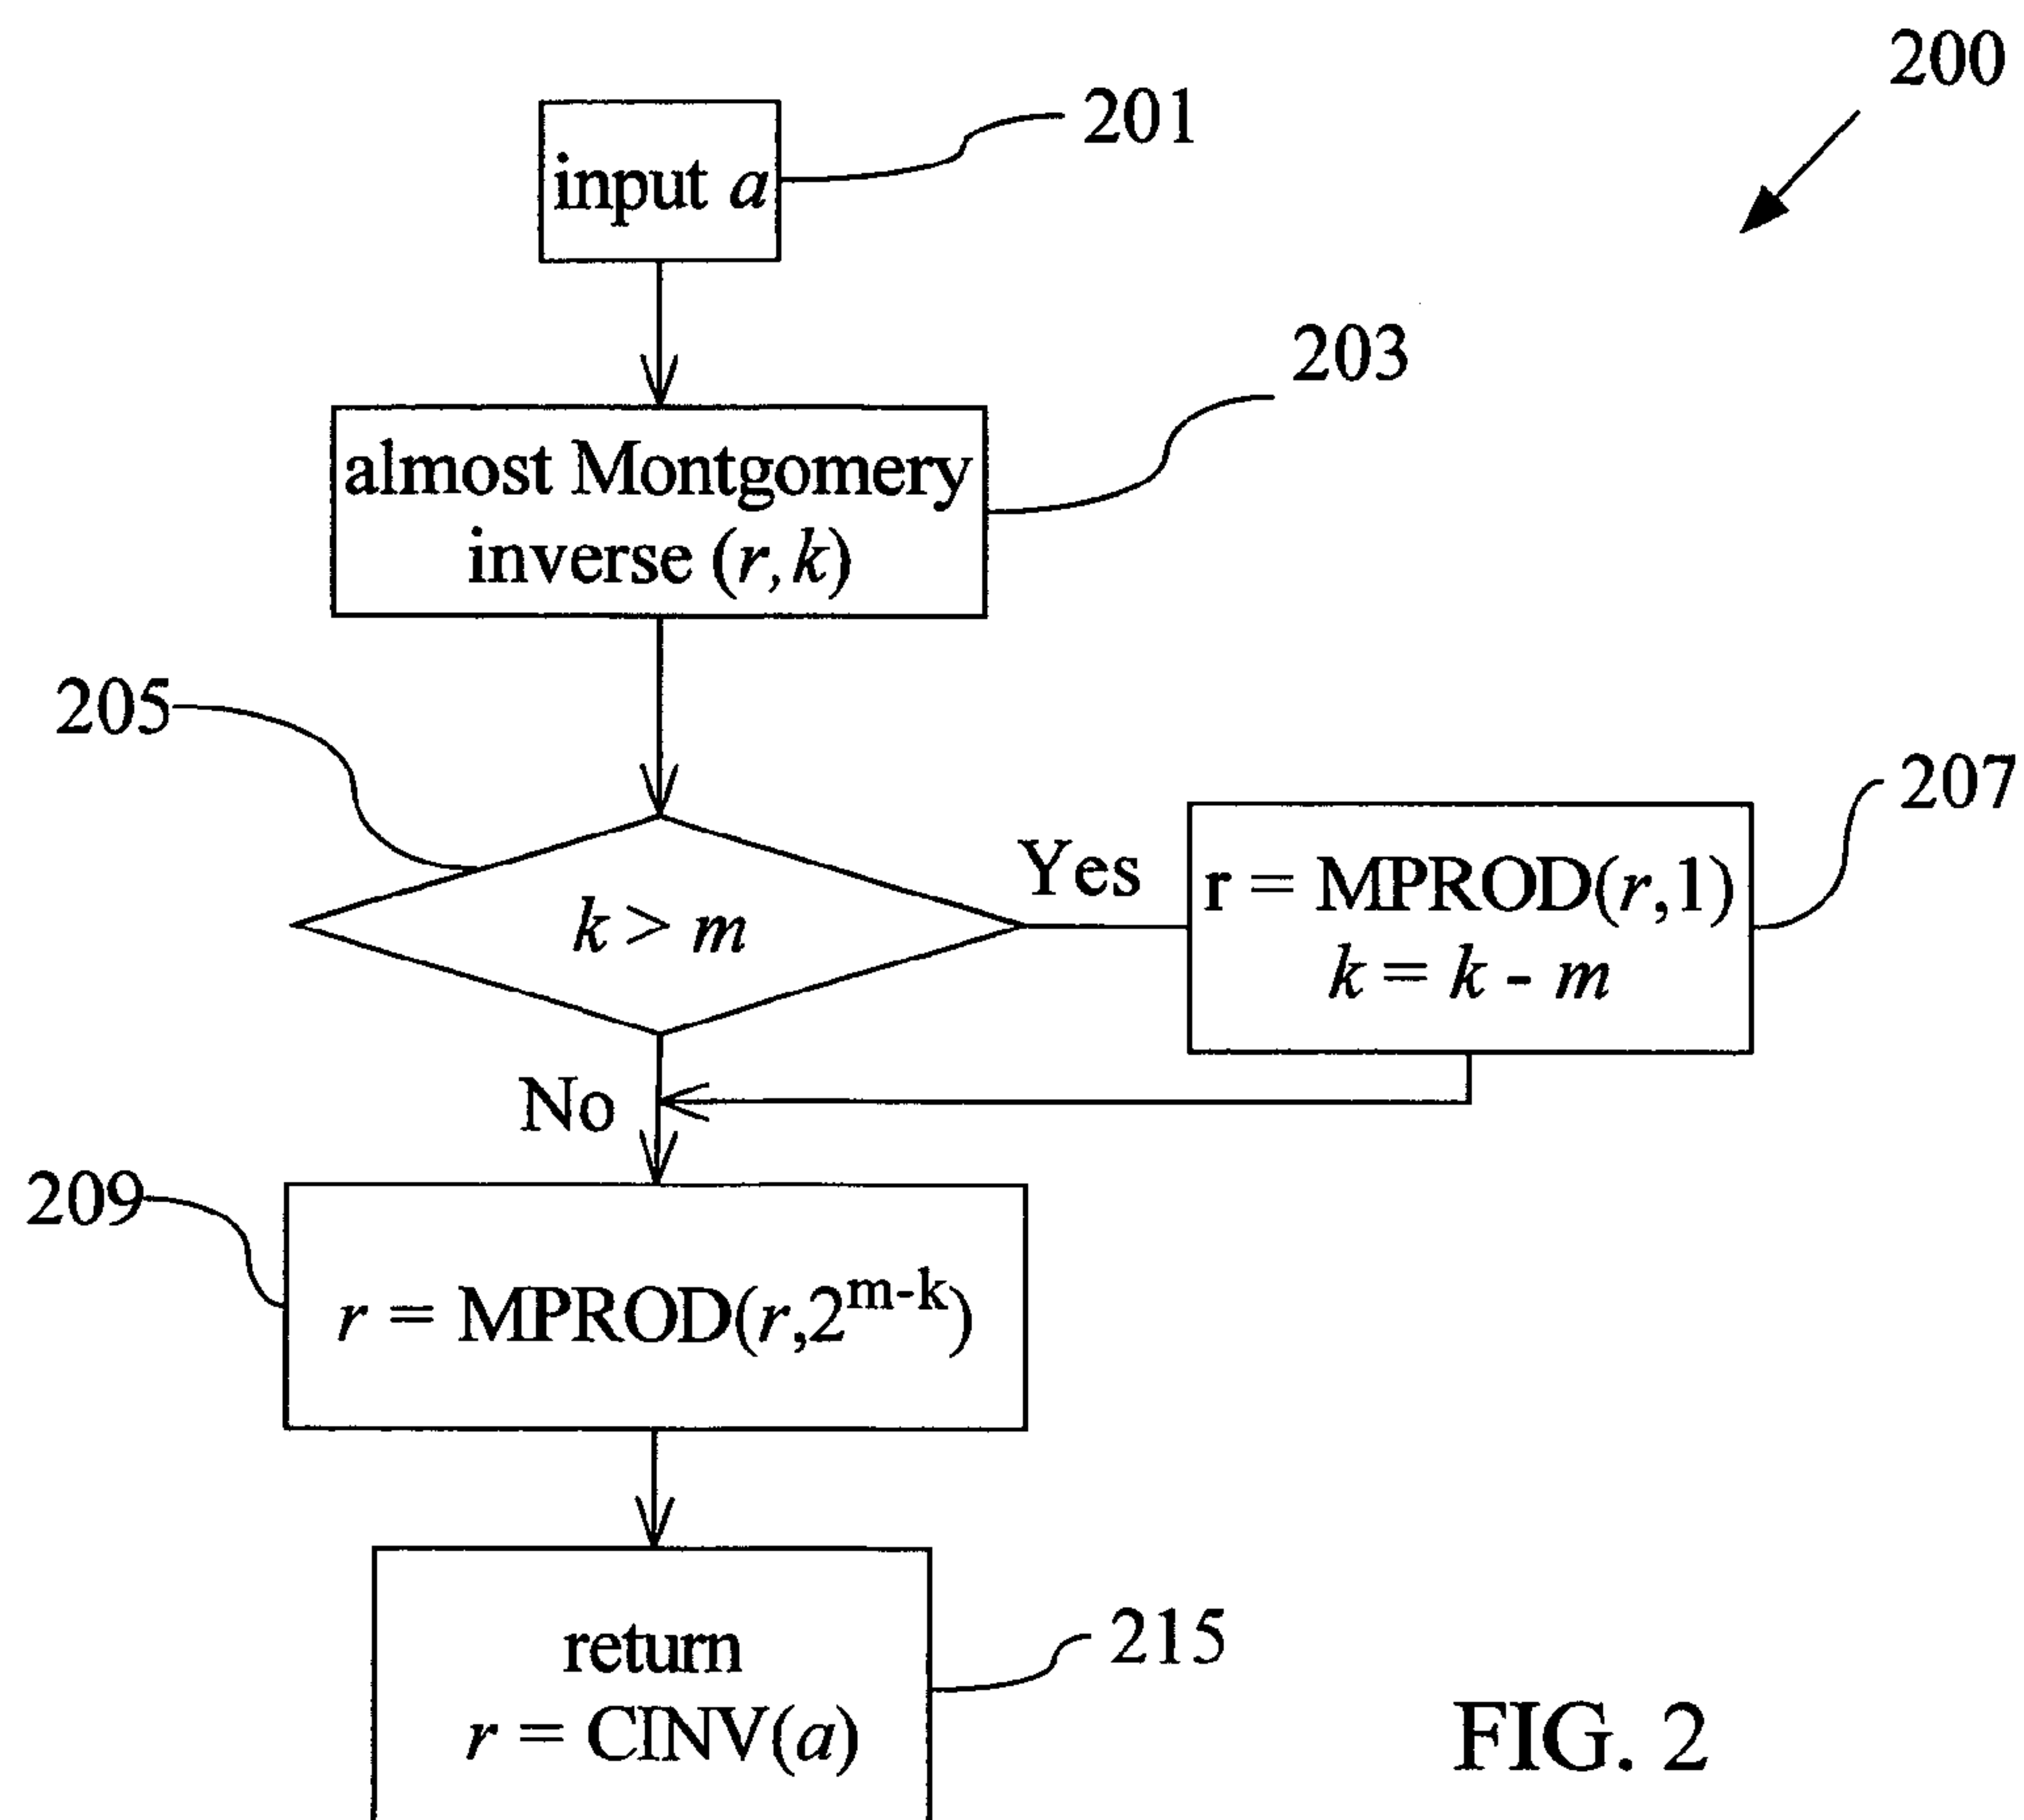 200
201
input a
203
almost Montgomery
inverse (r, k)
205
207
k > m
Yes
r = MPROD(r,1)
k = k - m
No
209
r = MPROD(r,2^{m-k})
215
return
r = CINV(a)
FIG. 2